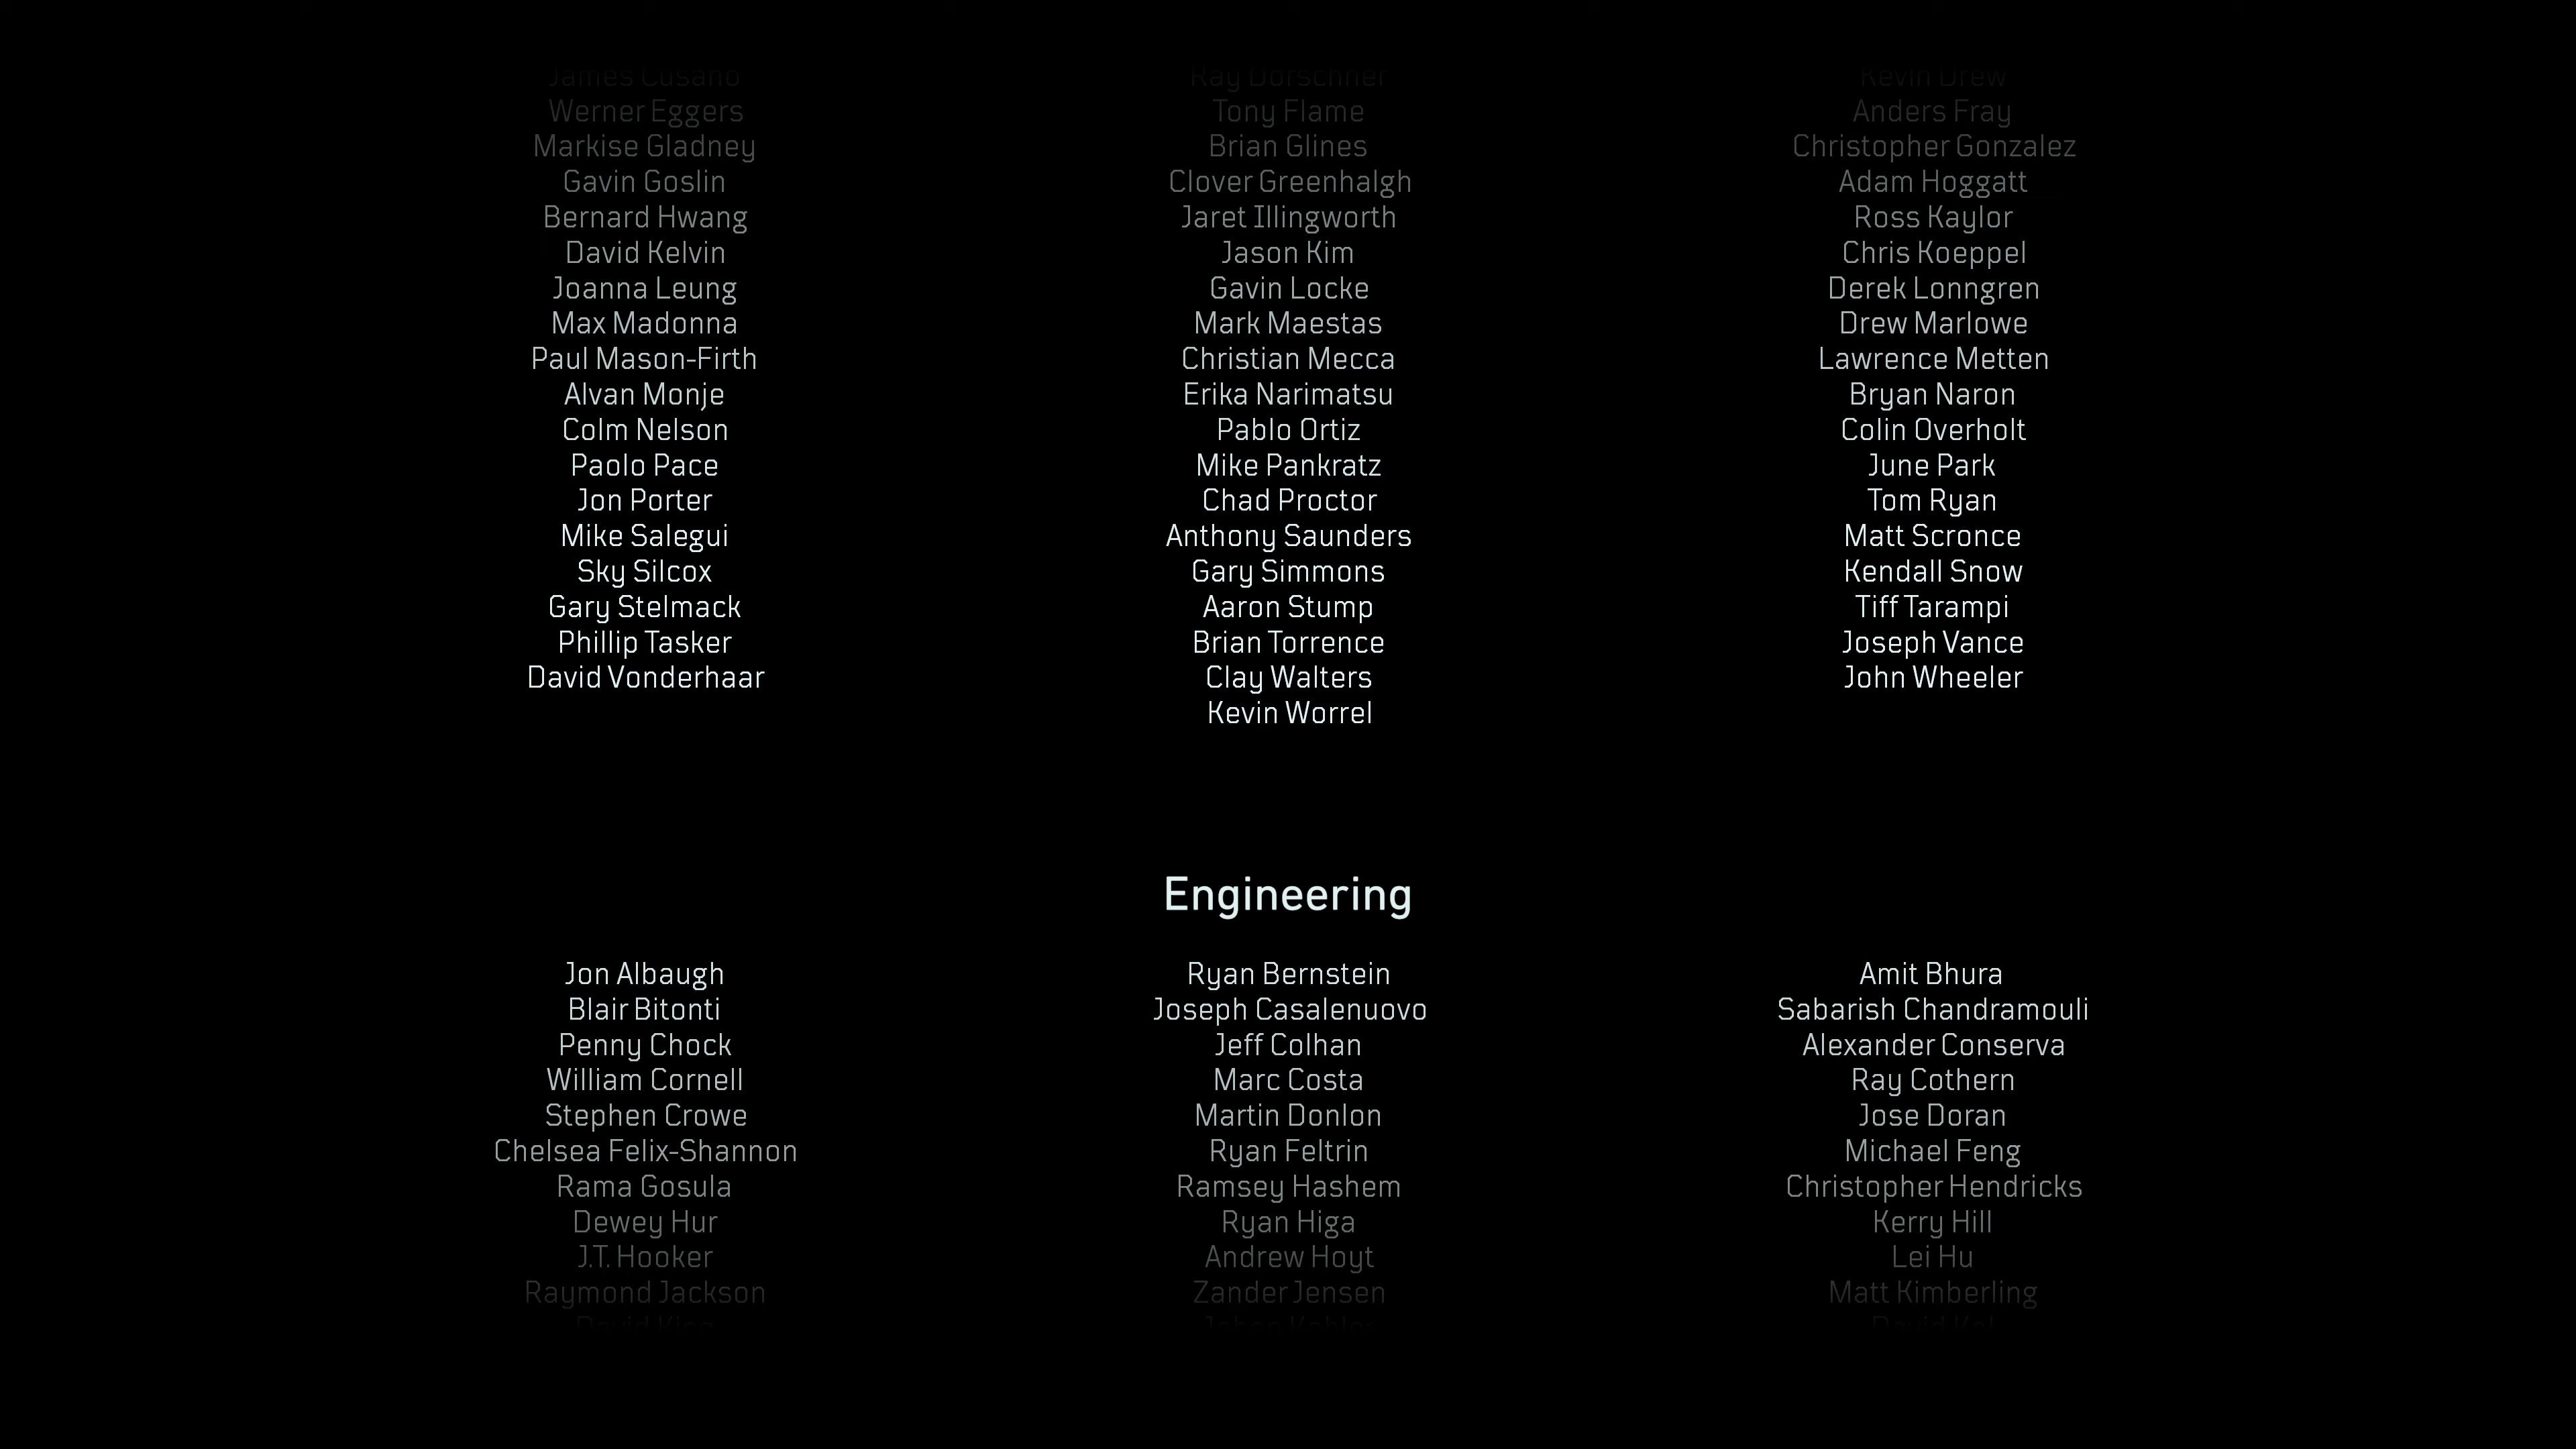 James Cusano Ray Dorschner Kevin Drew
Werner Eggers Tony Flame Anders Fray
Markise Gladney Brian Glines Christopher Gonzalez
Gavin Goslin Clover Greenhalgh Adam Hoggatt
Bernard Hwang Jaret Illingworth Ross Kaylor
David Kelvin Jason Kim Chris Koeppel
Joanna Leung Gavin Locke Derek Lonngren
Max Madonna Mark Maestas Drew Marlowe
Paul Mason-Firth Christian Mecca Lawrence Metten
Alvan Monje Erika Narimatsu Bryan Naron
Colm Nelson Pablo Ortiz Colin Overholt
Paolo Pace Mike Pankratz June Park
Jon Porter Chad Proctor Tom Ryan
Mike Salegui Anthony Saunders Matt Scronce
Sky Silcox Gary Simmons Kendall Snow
Gary Stelmack Aaron Stump Tiff Tarampi
Phillip Tasker Brian Torrence Joseph Vance
David Vonderhaar Clay Walters John Wheeler
Kevin Worrel
Engineering
Jon Albaugh Ryan Bernstein Amit Bhura
Blair Bitonti Joseph Casalenuovo Sabarish Chandramouli
Penny Chock Jeff Colhan Alexander Conserva
William Cornell Marc Costa Ray Cothern
Stephen Crowe Martin Donlon Jose Doran
Chelsea Felix-Shannon Ryan Feltrin Michael Feng
Rama Gosula Ramsey Hashem Christopher Hendricks
Dewey Hur Ryan Higa Kerry Hill
J.T. Hooker Andrew Hoyt Lei Hu
Raymond Jackson Zander Jensen Matt Kimberling
David David